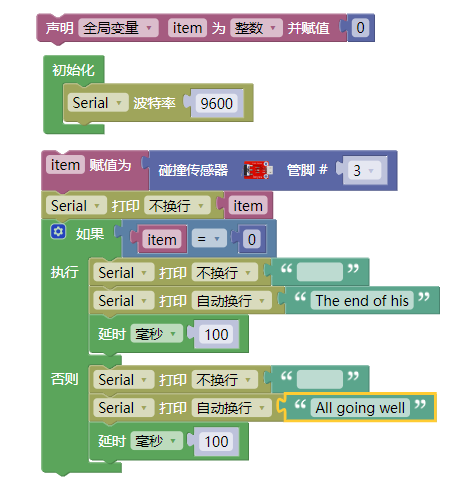 声明 全局变量 item 为 整数 并赋值 0
初始化
Serial 波特率 9600
item 赋值为 碰撞传感器 管脚 # 3
Serial 打印 不换行 item
如果 item = 0
执行 Serial 打印 不换行 “ ”
Serial 打印 自动换行 “ The end of his ”
延时 毫秒 100
否则 Serial 打印 不换行 “ ”
Serial 打印 自动换行 “ All going well ”
延时 毫秒 100